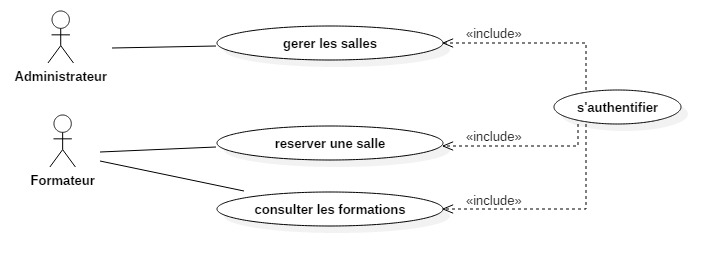 «include»
gerer les salles
Administrateur
s'authentifier
«include»
reserver une salle
Formateur
«include»
consulter les formations